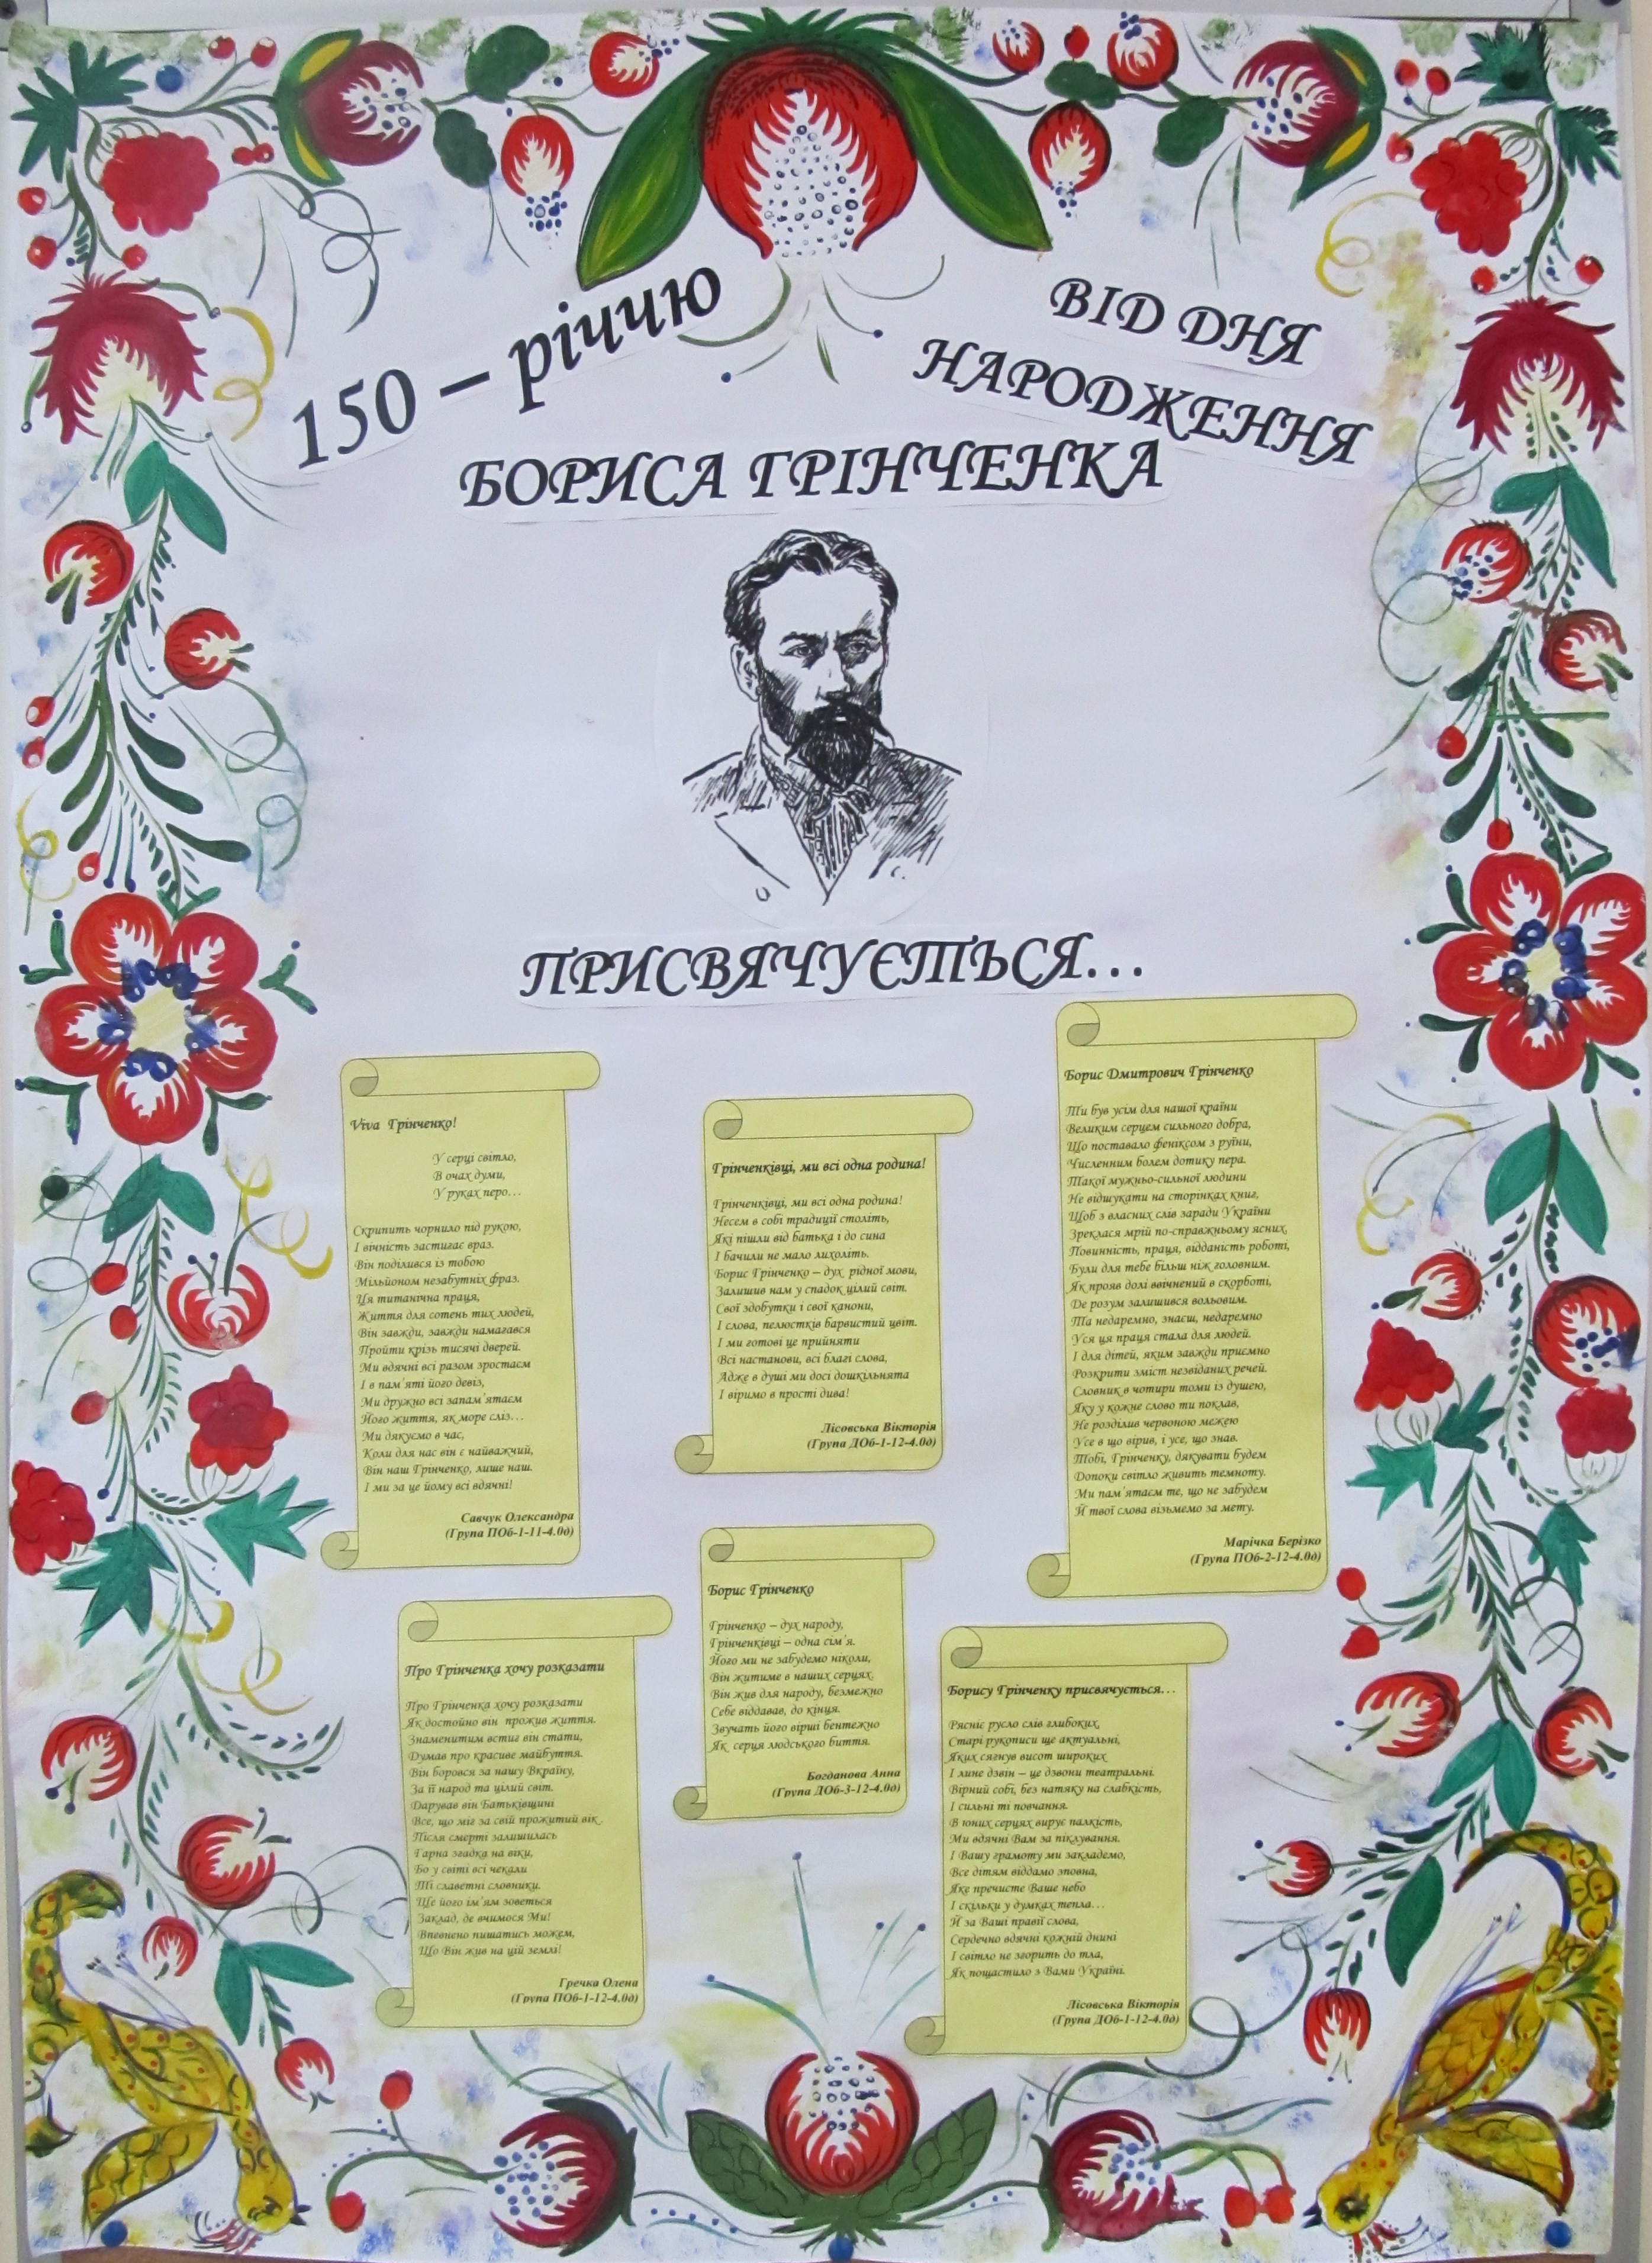 150 – річчю
ВІД ДНЯ
НАРОДЖЕННЯ
БОРИСА ГРІНЧЕНКА
ПРИСВЯЧУЄТЬСЯ...
Viva Грінченко!
У серці світло,
В очах думи,
У руках перо...
Скрипить чорнило під рукою,
І вічність застигає враз.
Він поділився із тобою
Мільйоном незабутніх фраз.
Ця титанічна праця,
Життя для сотень тих людей,
Він завжди, завжди намагався
Пройти крізь тисячі дверей.
Ми вдячні всі разом зростаєм
І в пам'яті його девіз,
Ми дружно всі запам'ятаєм
Його життя, як море сліз...
Ми дякуємо в час,
Коли для нас він є найважчий,
Він наш Грінченко, лише наш.
І ми за це йому всі вдячні!
Савчук Олександра
(Група ПОб-1-11-4.0д)
Грінченківці, ми всі одна родина!
Грінченківці, ми всі одна родина!
Несем в собі традиції століть,
Які пішли від батька і до сина
І бачили не мало лихоліть.
Борис Грінченко – дух рідної мови,
Залишив нам у спадок цілий світ.
Свої здобутки і свої канони,
І слова, пелюстків барвистий цвіт.
І ми готові це прийняти
Всі настанови, всі благі слова,
Адже в душі ми досі дошкільнята
І віримо в прості дива!
Лісовська Вікторія
(Група ДОб-1-12-4.0д)
Борис Дмитрович Грінченко
Ти був усім для нашої країни
Великим серцем сильного добра,
Що поставало феніксом з руїни,
Численним болем дотику пера.
Такої мужньо-сильної людини
Не відшукати на сторінках книг,
Щоб з власних слів заради України
Зреклася мрій по-справжньому ясних,
Повинність, праця, відданість роботі,
Були для тебе більш ніж головним.
Як прояв долі ввічнений в скорботі,
Де розум залишився вольовим.
Та недаремно, знаєш, недаремно
Уся ця праця стала для людей.
І для дітей, яким завжди приємно
Розкрити зміст незвіданих речей.
Словник в чотири томи із душею,
Яку у кожне слово ти поклав,
Не розділив червоною межею
Усе в що вірив, і усе, що знав.
Тобі, Грінченку, дякувати будем
Допоки світло живить темноту.
Ми пам'ятаєм те, що не забудем
Й твої слова візьмемо за мету.
Марічка Берізко
(Група ПОб-2-12-4.0д)
Про Грінченка хочу розказати
Про Грінченка хочу розказати
Як достойно він прожив життя.
Знаменитим встиг він стати,
Думав про красиве майбуття.
Він боровся за нашу Вкраїну,
За її народ та цілий світ.
Дарував він Батьківщині
Все, що міг за свій прожитий вік
Після смерті залишилась
Гарна згадка на віки,
Бо у світі всі чекали
Ті славетні словники.
Ще його ім'ям зоветься
Заклад, де вчимося Ми!
Впевнено пишатись можем,
Що Він жив на цій землі!
Гречка Олена
(Група ПОб-1-12-4.0д)
Борис Грінченко
Грінченко – дух народу,
Грінченківці – одна сім'я.
Його ми не забудемо ніколи,
Він житиме в наших серцях.
Він жив для народу, безмежно
Себе віддавав, до кінця.
Звучать його вірші бентежно
Як серця людського биття.
Богданова Анна
(Група ДОб-3-12-4.0д)
Борису Грінченку присвячується...
Рясніє русло слів глибоких,
Старі рукописи ще актуальні,
Яких сягнув висот широких
І лине дзвін – це дзвони театральні.
Вірний собі, без натяку на слабкість,
І сильні ті повчання.
В юних серцях вирує палкість,
Ми вдячні Вам за піклування.
І Вашу грамоту ми закладемо,
Все дітям віддамо зповна,
Яке пречисте Ваше небо
І скільки у думках тепла...
Й за Ваші правії слова,
Сердечно вдячні кожній днині
І світло не згорить до тла,
Як пощастило з Вами Україні.
Лісовська Вікторія
(Група ДОб-1-12-4.0д)